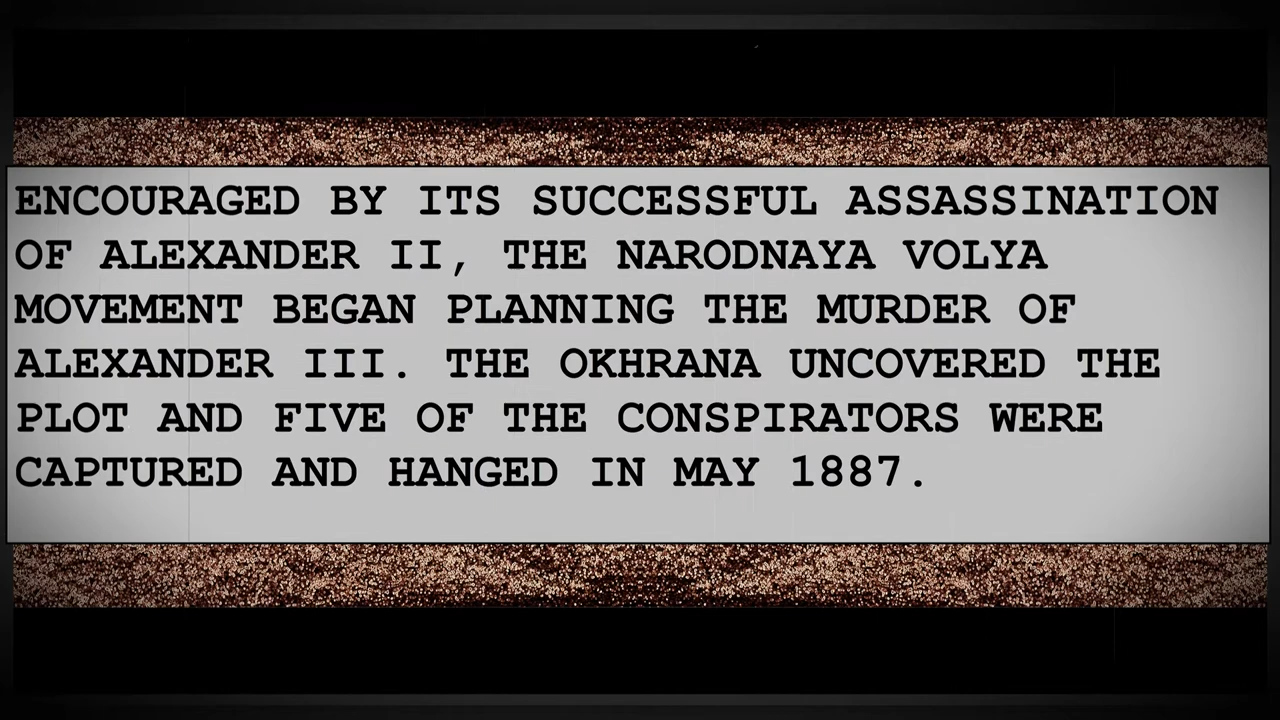 ENCOURAGED BY ITS SUCCESSFUL ASSASSINATION
OF ALEXANDER II, THE NARODNAYA VOLYA
MOVEMENT BEGAN PLANNING THE MURDER OF
ALEXANDER III. THE OKHRANA UNCOVERED THE
PLOT AND FIVE OF THE CONSPIRATORS WERE
CAPTURED AND HANGED IN MAY 1887.